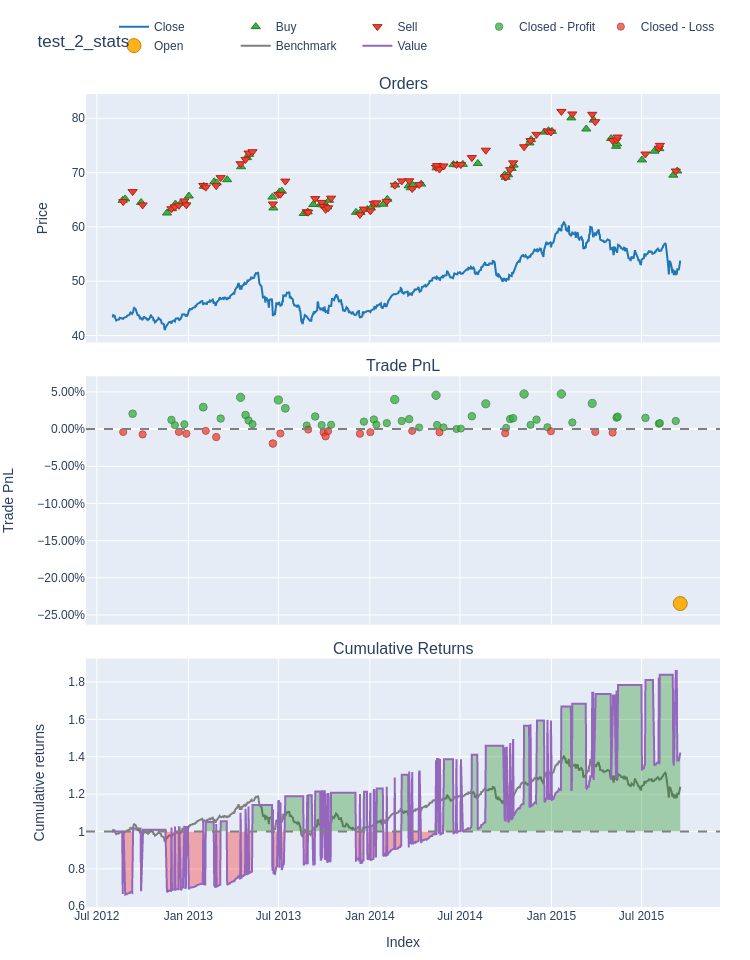 test_2_stats
Close
Buy
Sell
Closed - Profit
Closed - Loss
Open
Benchmark
Value
Orders
80
70
60
50
40
Price
Trade PnL
5.00%
0.00%
−5.00%
−10.00%
−15.00%
−20.00%
−25.00%
Trade PnL
Cumulative Returns
1.8
1.6
1.4
1.2
1
0.8
0.6
Cumulative returns
Jul 2012 Jan 2013 Jul 2013 Jan 2014 Jul 2014 Jan 2015 Jul 2015
Index